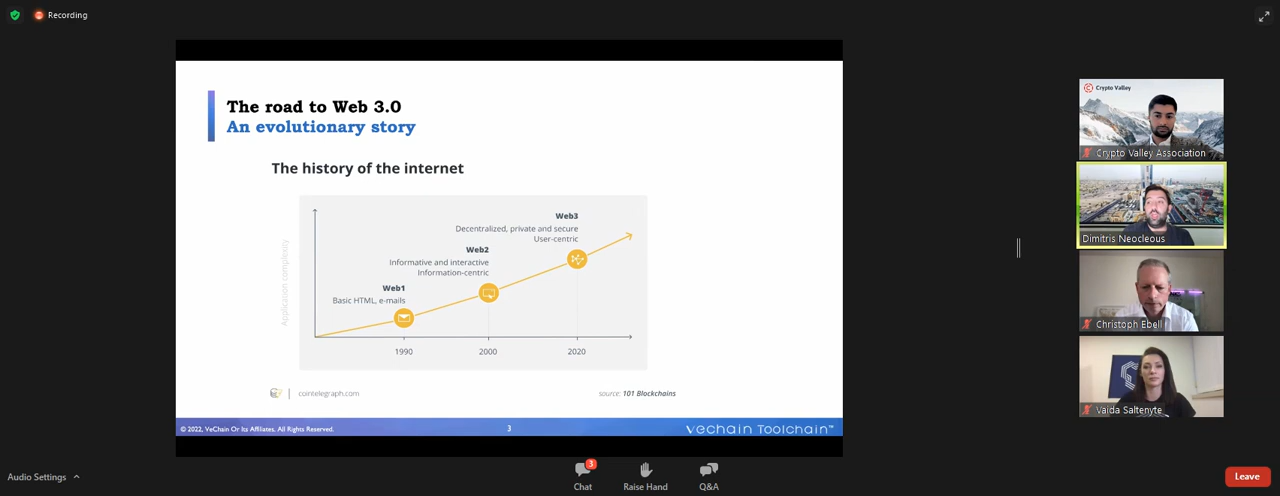 Recording
The road to Web 3.0
An evolutionary story
The history of the internet
Application complexity
Web3
Decentralized, private and secure
User-centric
Web2
Informative and interactive
Information-centric
Web1
Basic HTML, e-mails
1990
2000
2020
cointelegraph.com
source: 101 Blockchains
© 2022, VeChain Or Its Affiliates. All Rights Reserved.
3
vechain ToolChain™
Crypto Valley
Crypto Valley Association
Dimitris Neocleous
Christoph Ebell
Vaida Saltenyte
Audio Settings
3
Chat
Raise Hand
Q&A
Leave